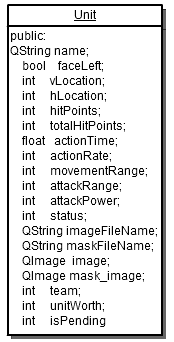 Unit
public:
QString name;
bool faceLeft;
int vLocation;
int hLocation;
int hitPoints;
int totalHitPoints;
float actionTime;
int actionRate;
int movementRange;
int attackRange;
int attackPower;
int status;
QString imageFileName;
QString maskFileName;
QImage image;
QImage mask_image;
int team;
int unitWorth;
int isPending